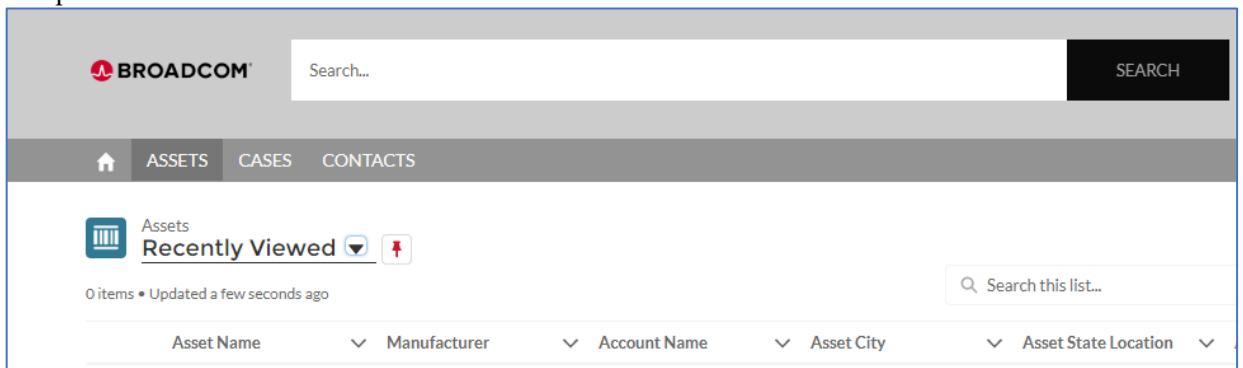 BROADCOM
Search...
SEARCH
ASSETS CASES CONTACTS
Assets
Recently Viewed
0 items • Updated a few seconds ago
Search this list...
Asset Name Manufacturer Account Name Asset City Asset State Location